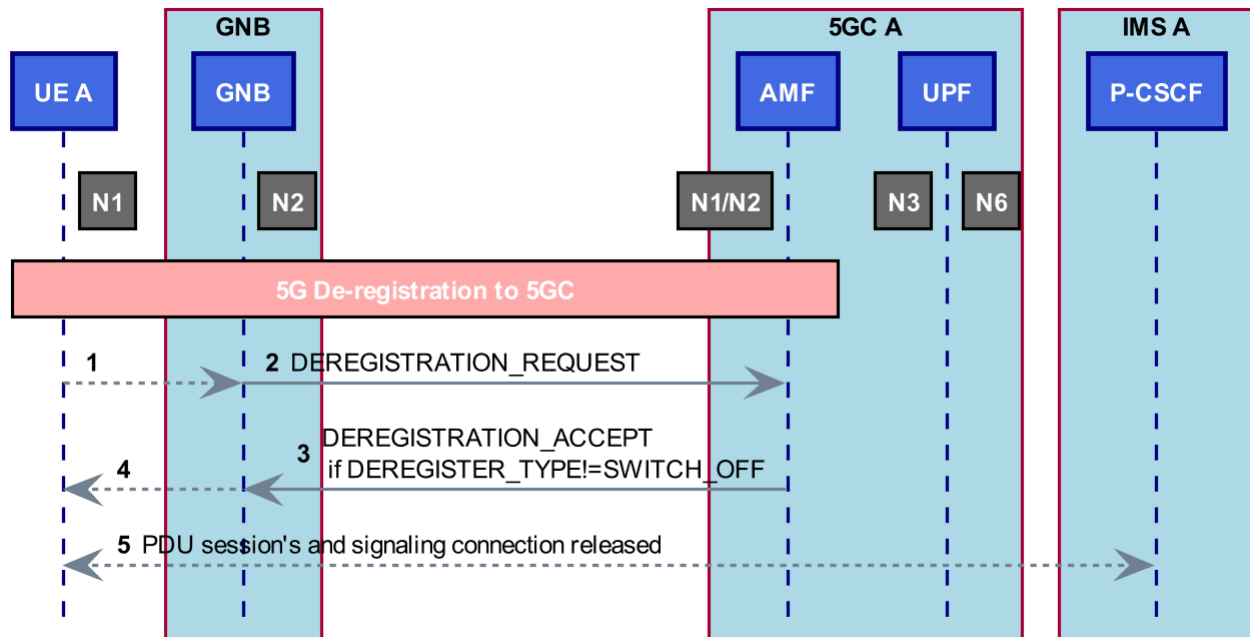 GNB
5GC A
IMS A
UE A
GNB
AMF
UPF
P-CSCF
N1
N2
N1/N2
N3
N6
5G De-registration to 5GC
1
2 DEREGISTRATION_REQUEST
DEREGISTRATION_ACCEPT
3 if DEREGISTER_TYPE!=SWITCH_OFF
4
5 PDU session's and signaling connection released